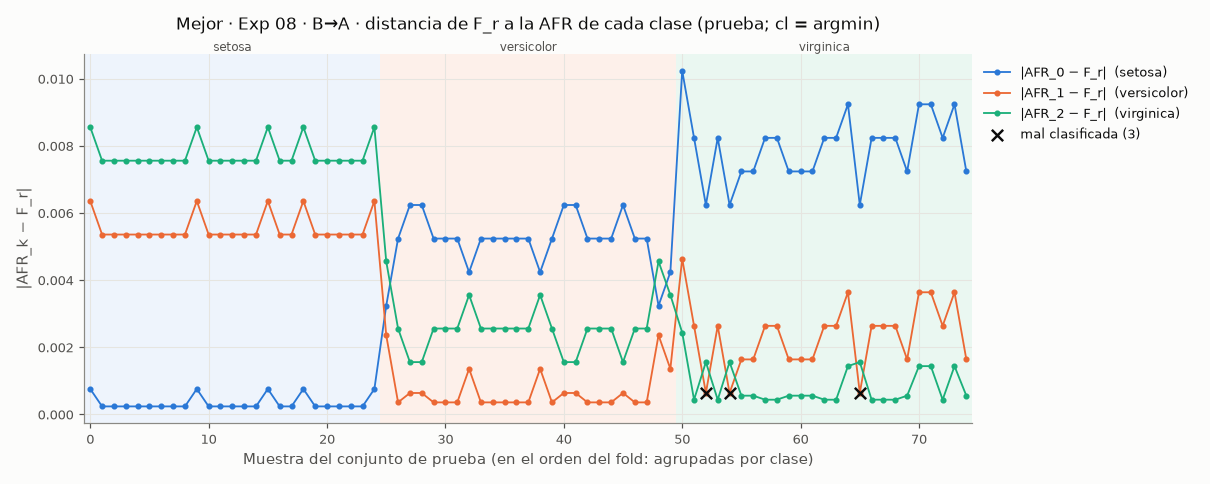 Mejor · Exp 08 · B→A · distancia de F_r a la AFR de cada clase (prueba; cl = argmin)
setosa
versicolor
virginica
|AFR_0 − F_r| (setosa)
|AFR_1 − F_r| (versicolor)
|AFR_2 − F_r| (virginica)
mal clasificada (3)
|AFR_k − F_r|
0.010
0.008
0.006
0.004
0.002
0.000
0 10 20 30 40 50 60 70
Muestra del conjunto de prueba (en el orden del fold: agrupadas por clase)